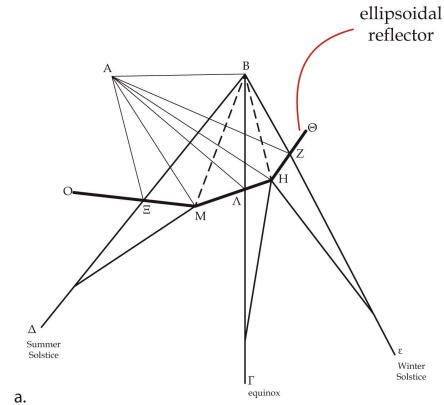 ellipsoidal
reflector
A
B
Θ
Z
O
Ξ
M
Λ
H
Δ
Summer
Solstice
Γ
equinox
ε
Winter
Solstice
a.